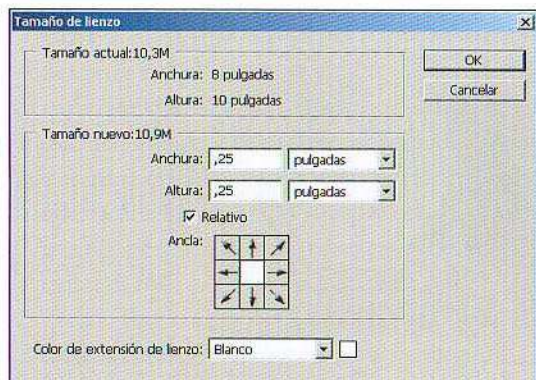 Tamaño de lienzo
Tamaño actual:10,3M
OK
Anchura: 8 pulgadas
Cancelar
Altura: 10 pulgadas
Tamaño nuevo:10,9M
Anchura: ,25 pulgadas
Altura: ,25 pulgadas
Relativo
Ancla:
Color de extensión de lienzo: Blanco